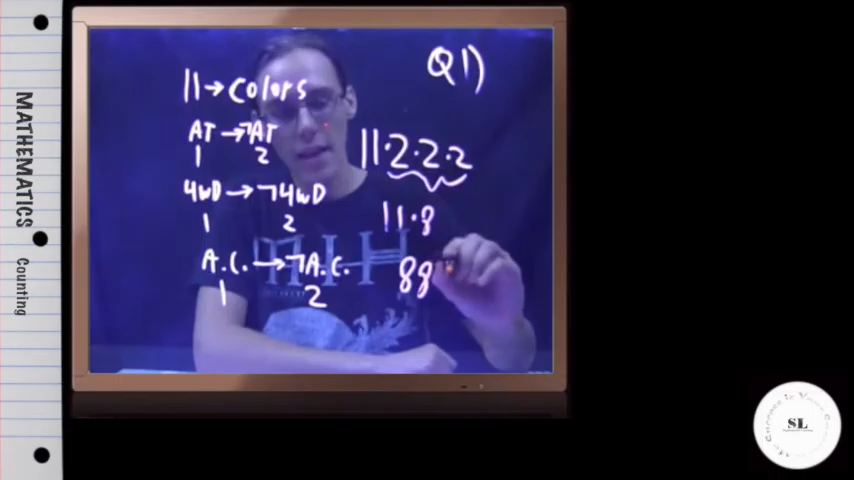 MATHEMATICS
Counting
Q1)
11→Colors
AT→¬AT
1 2
4WD→¬4WD
1 2
A.C.→¬A.C.
1 2
11·2·2·2
11·8
88
SL